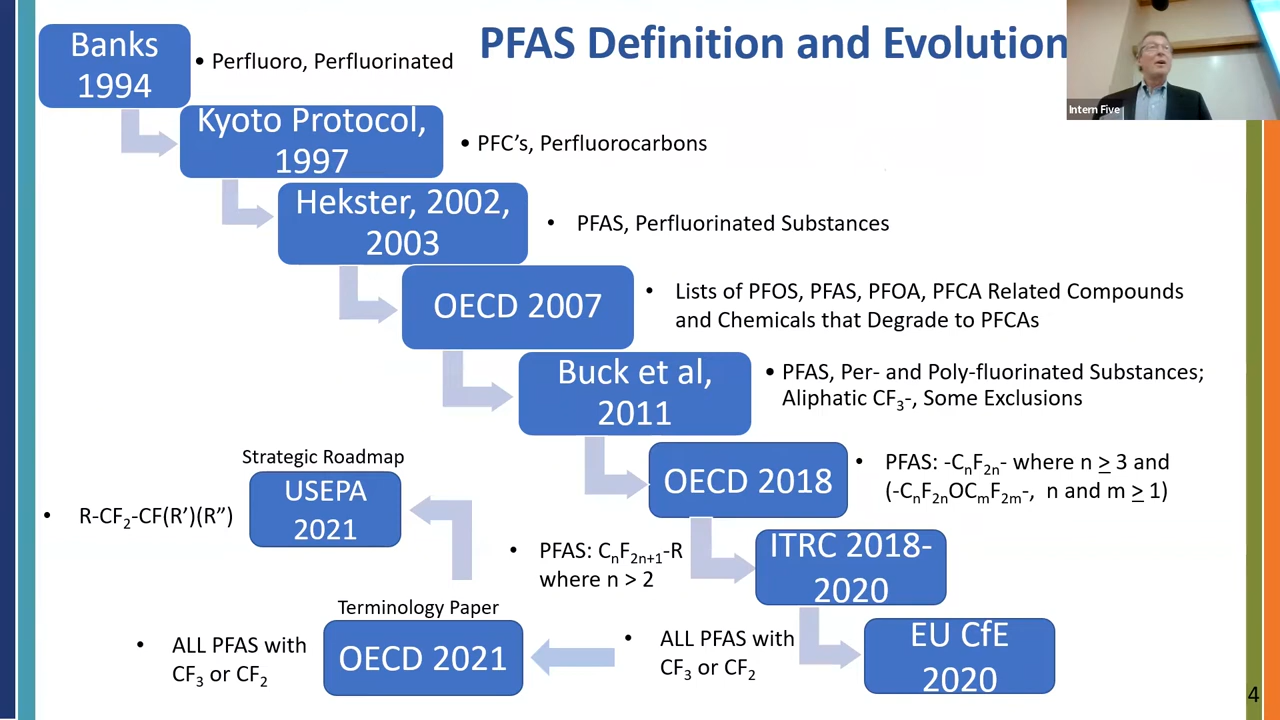 PFAS Definition and Evolution
Intern Five
Banks
1994
• Perfluoro, Perfluorinated
Kyoto Protocol,
1997
• PFC's, Perfluorocarbons
Hekster, 2002,
2003
• PFAS, Perfluorinated Substances
OECD 2007
• Lists of PFOS, PFAS, PFOA, PFCA Related Compounds
and Chemicals that Degrade to PFCAs
Buck et al,
2011
• PFAS, Per- and Poly-fluorinated Substances;
Aliphatic CF₃-, Some Exclusions
OECD 2018
• PFAS: -CₙF₂ₙ- where n ≥ 3 and
(-CₙF₂ₙOCₘF₂ₘ-, n and m ≥ 1)
ITRC 2018-
2020
• PFAS: CₙF₂ₙ₊₁-R
where n > 2
EU CfE
2020
• ALL PFAS with
CF₃ or CF₂
Terminology Paper
OECD 2021
• ALL PFAS with
CF₃ or CF₂
Strategic Roadmap
USEPA
2021
• R-CF₂-CF(R')(R")
4